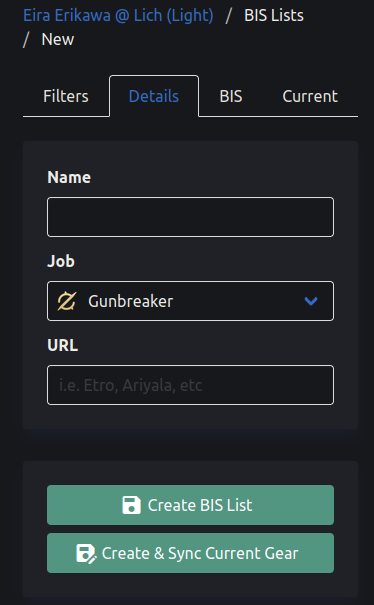 Eira Erikawa @ Lich (Light) / BIS Lists
/ New
Filters Details BIS Current
Name
Job
Gunbreaker
URL
i.e. Etro, Ariyala, etc
Create BIS List
Create & Sync Current Gear